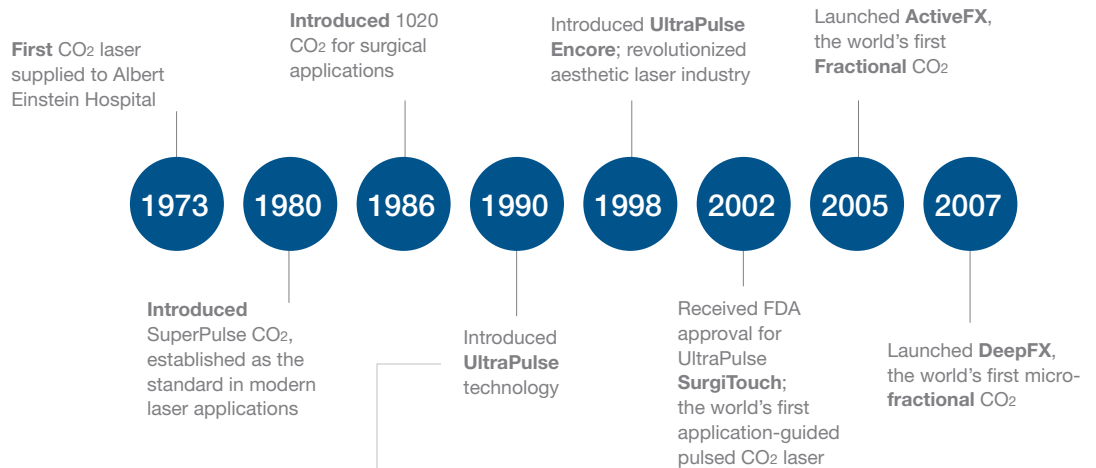 First CO2 laser
supplied to Albert
Einstein Hospital
Introduced 1020
CO2 for surgical
applications
Introduced UltraPulse
Encore; revolutionized
aesthetic laser industry
Launched ActiveFX,
the world's first
Fractional CO2
1973
1980
1986
1990
1998
2002
2005
2007
Introduced
SuperPulse CO2,
established as the
standard in modern
laser applications
Introduced
UltraPulse
technology
Received FDA
approval for
UltraPulse
SurgiTouch;
the world's first
application-guided
pulsed CO2 laser
Launched DeepFX,
the world's first micro-
fractional CO2